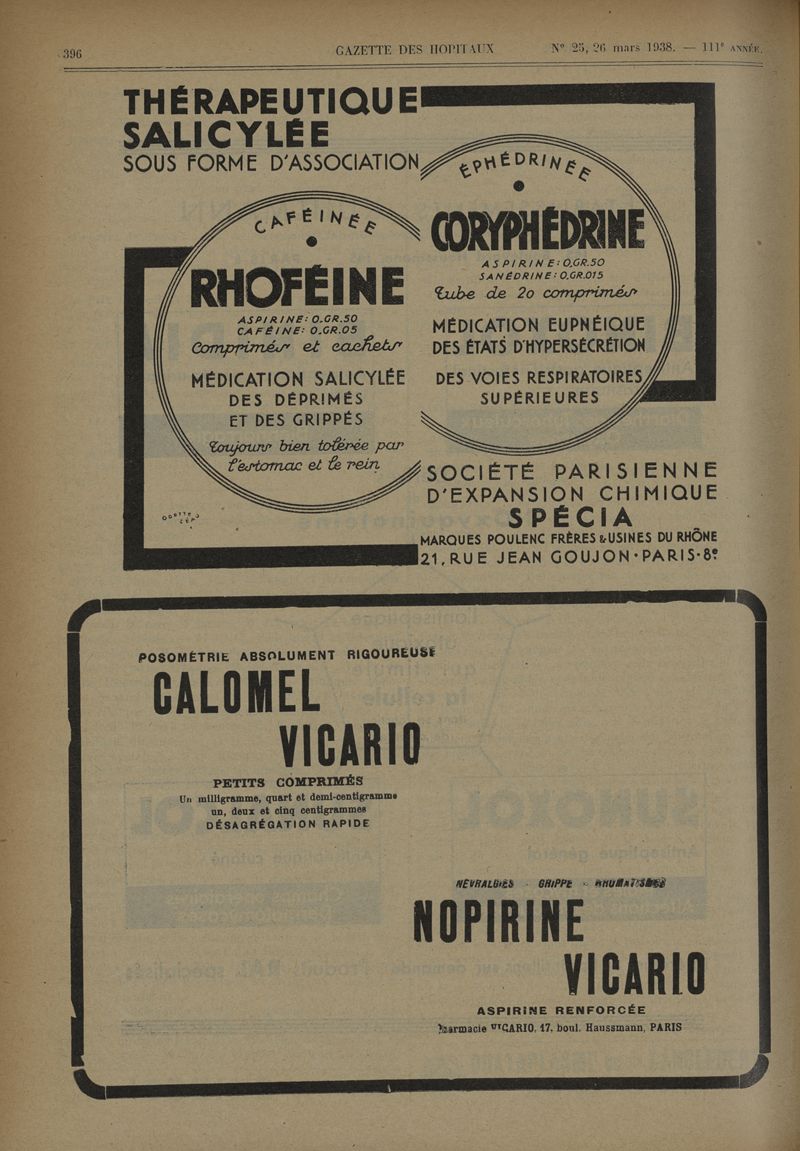 396
GAZETTE DES HOPITAUX
N° 25, 26 mars 1938. — 111e ANNÉE.
THÉRAPEUTIQUE
SALICYLÉE
SOUS FORME D'ASSOCIATION
CAFÉINÉE
RHOFÉINE
ASPIRINE: 0.GR.50
CAFÉINE: 0.GR.05
Comprimés et cachets
MÉDICATION SALICYLÉE
DES DÉPRIMÉS
ET DES GRIPPÉS
Toujours bien tolérée par
l'estomac et le rein
ÉPHÉDRINÉE
CORYPHÉDRINE
ASPIRINE: 0.GR.50
SANÉDRINE: 0.GR.015
Tube de 20 comprimés
MÉDICATION EUPNÉIQUE
DES ÉTATS D'HYPERSÉCRÉTION
DES VOIES RESPIRATOIRES
SUPÉRIEURES
ODETTE
CÉP
SOCIÉTÉ PARISIENNE
D'EXPANSION CHIMIQUE
SPÉCIA
MARQUES POULENC FRÈRES & USINES DU RHÔNE
21, RUE JEAN GOUJON • PARIS-8e
POSOMÉTRIE ABSOLUMENT RIGOUREUSE
CALOMEL
VICARIO
PETITS COMPRIMÉS
Un milligramme, quart et demi-centigramme
un, deux et cinq centigrammes
DÉSAGRÉGATION RAPIDE
NÉVRALGIES - GRIPPE - RHUMATISMES
NOPIRINE
VICARIO
ASPIRINE RENFORCÉE
Pharmacie VICARIO, 17, boul. Haussmann, PARIS